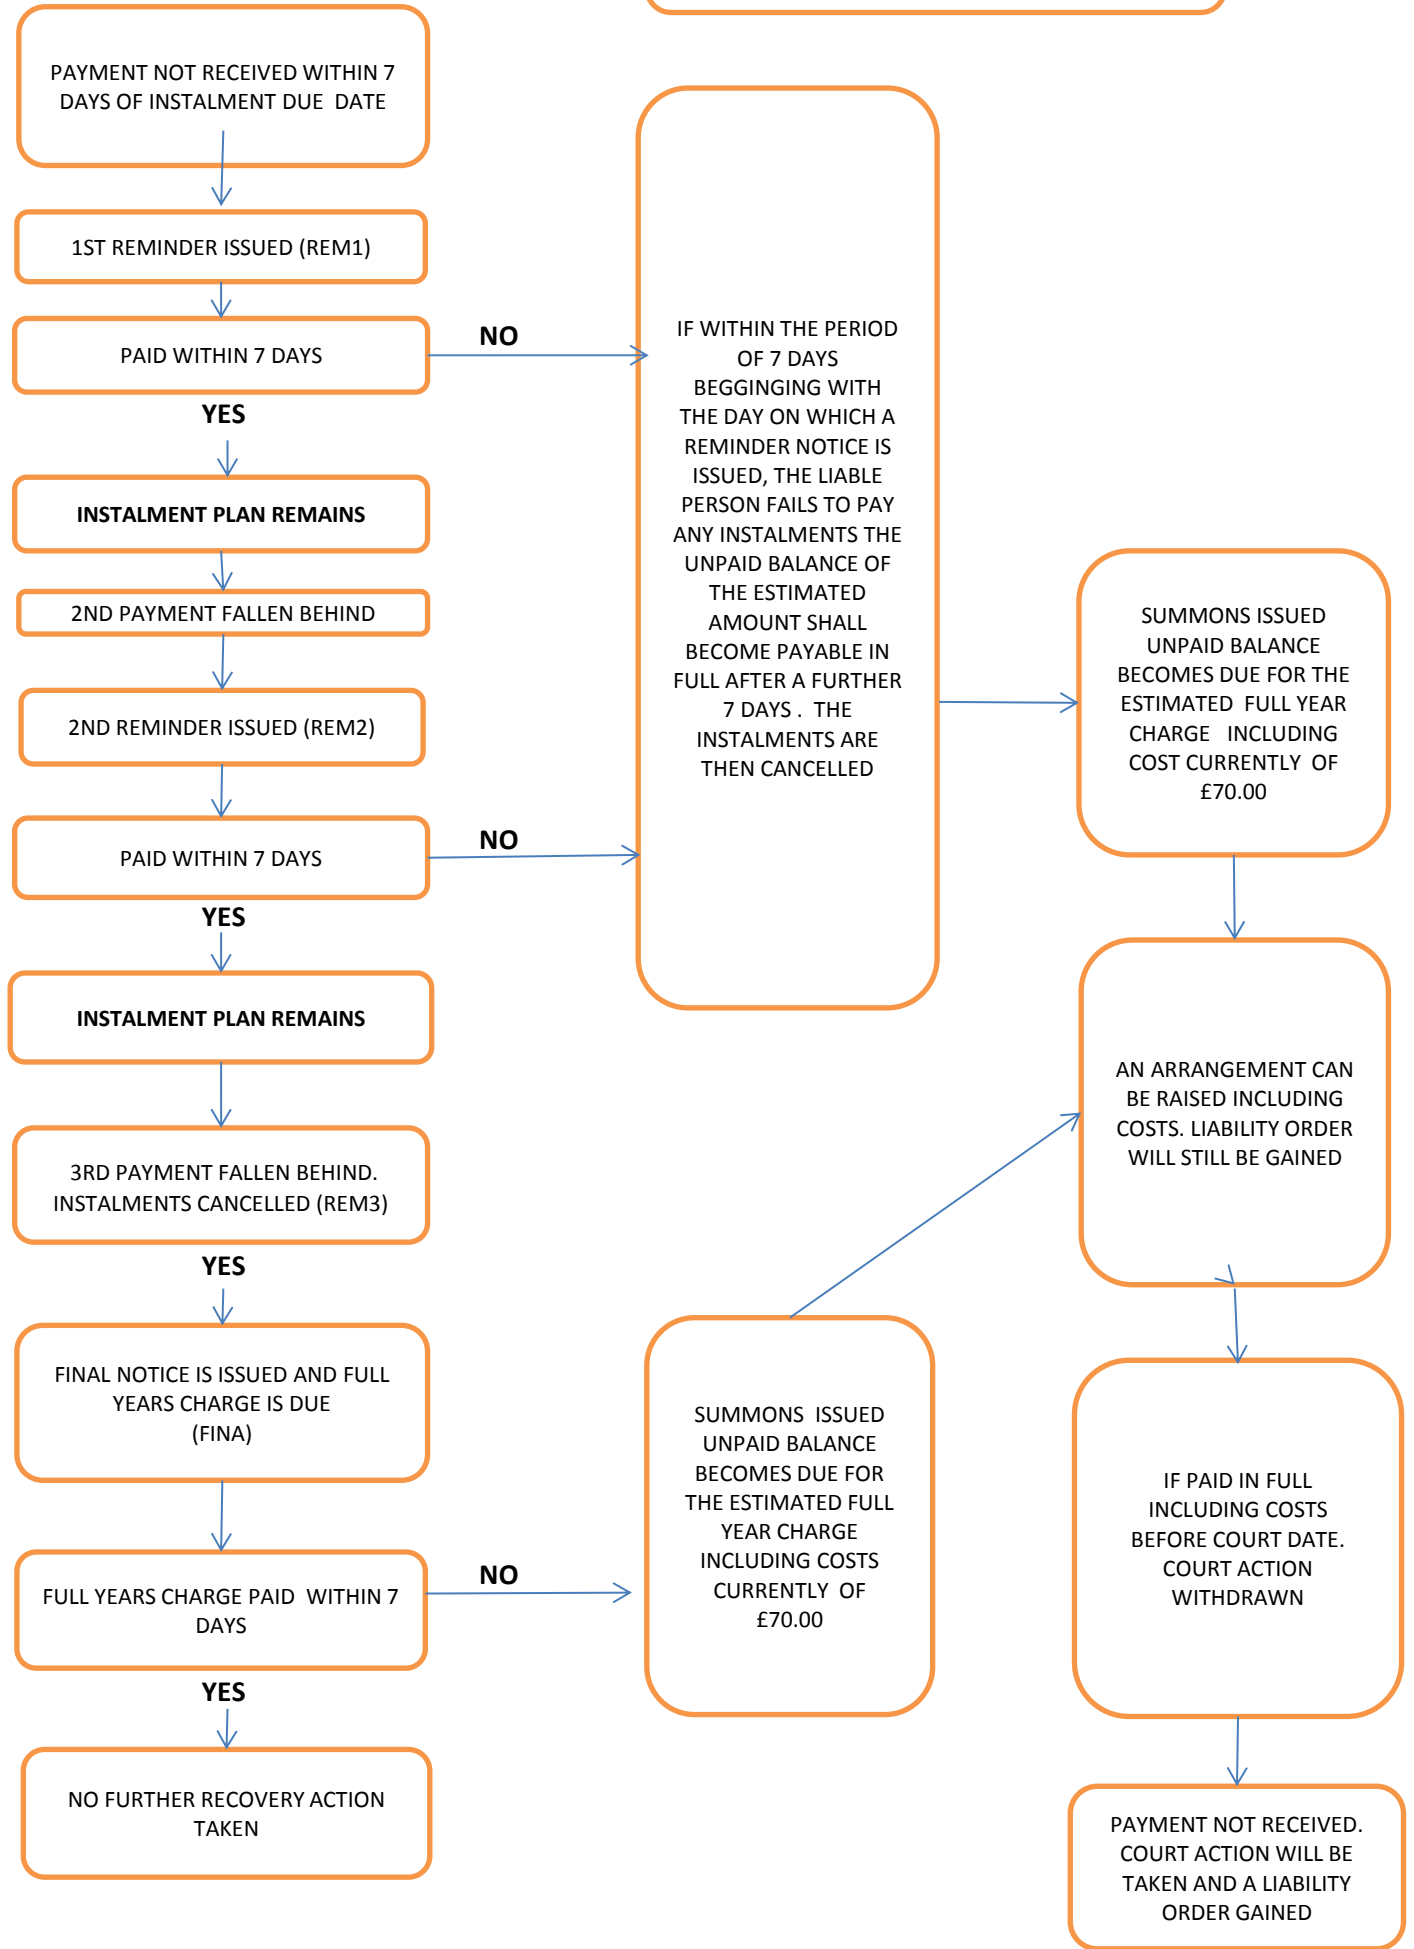 PAYMENT NOT RECEIVED WITHIN 7
DAYS OF INSTALMENT DUE  DATE
1ST REMINDER ISSUED (REM1)
PAID WITHIN 7 DAYS
NO
YES
INSTALMENT PLAN REMAINS
2ND PAYMENT FALLEN BEHIND
2ND REMINDER ISSUED (REM2)
PAID WITHIN 7 DAYS
NO
YES
INSTALMENT PLAN REMAINS
3RD PAYMENT FALLEN BEHIND.
INSTALMENTS CANCELLED (REM3)
YES
FINAL NOTICE IS ISSUED AND FULL
YEARS CHARGE IS DUE
(FINA)
FULL YEARS CHARGE PAID  WITHIN 7
DAYS
NO
YES
NO FURTHER RECOVERY ACTION
TAKEN
IF WITHIN THE PERIOD
OF 7 DAYS
BEGGINGING WITH
THE DAY ON WHICH A
REMINDER NOTICE IS
ISSUED, THE LIABLE
PERSON FAILS TO PAY
ANY INSTALMENTS THE
UNPAID BALANCE OF
THE ESTIMATED
AMOUNT SHALL
BECOME PAYABLE IN
FULL AFTER A FURTHER
7 DAYS .  THE
INSTALMENTS ARE
THEN CANCELLED
SUMMONS  ISSUED
UNPAID BALANCE
BECOMES DUE FOR
THE ESTIMATED FULL
YEAR CHARGE
INCLUDING COSTS
CURRENTLY  OF
£70.00
SUMMONS ISSUED
UNPAID BALANCE
BECOMES DUE FOR THE
ESTIMATED  FULL YEAR
CHARGE   INCLUDING
COST CURRENTLY  OF
£70.00
AN ARRANGEMENT CAN
BE RAISED INCLUDING
COSTS. LIABILITY ORDER
WILL STILL BE GAINED
IF PAID IN FULL
INCLUDING COSTS
BEFORE COURT DATE.
COURT ACTION
WITHDRAWN
PAYMENT NOT RECEIVED.
COURT ACTION WILL BE
TAKEN AND A LIABILITY
ORDER GAINED